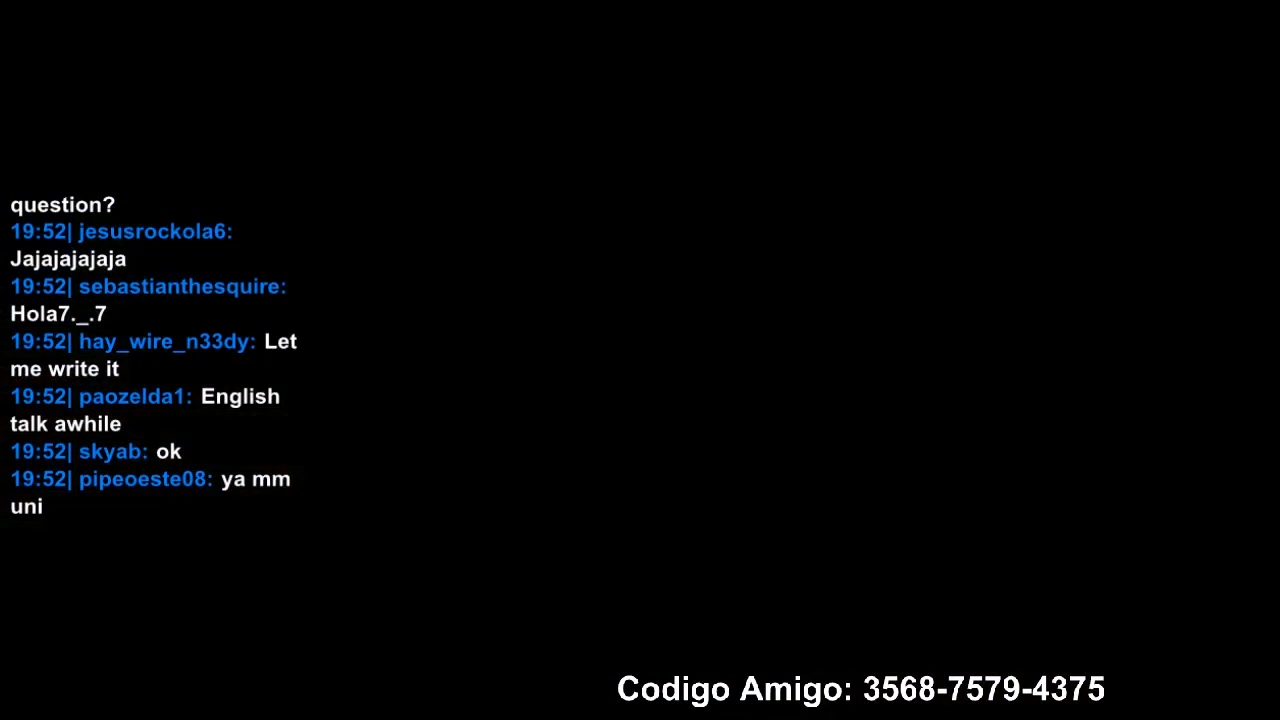 question?
19:52| jesusrockola6:
Jajajajajaja
19:52| sebastianthesquire:
Hola7._.7
19:52| hay_wire_n33dy: Let
me write it
19:52| paozelda1: English
talk awhile
19:52| skyab: ok
19:52| pipeoeste08: ya mm
uni
Codigo Amigo: 3568-7579-4375